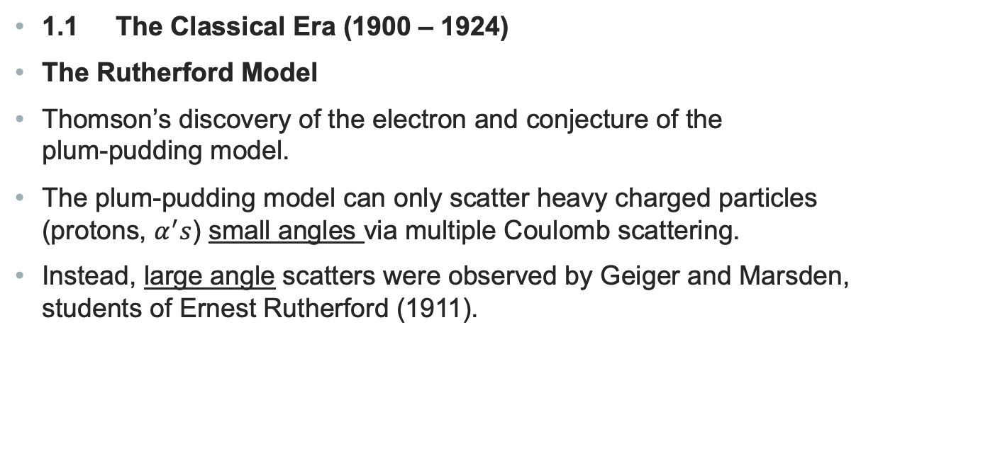 • 1.1 The Classical Era (1900 – 1924)
• The Rutherford Model
• Thomson’s discovery of the electron and conjecture of the
plum-pudding model.
• The plum-pudding model can only scatter heavy charged particles
(protons, 𝛼′𝑠) small angles via multiple Coulomb scattering.
• Instead, large angle scatters were observed by Geiger and Marsden,
students of Ernest Rutherford (1911).